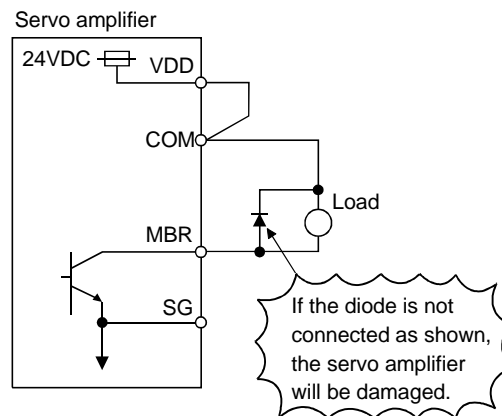 Servo amplifier
24VDC
VDD
COM
Load
MBR
SG
If the diode is not
connected as shown,
the servo amplifier
will be damaged.